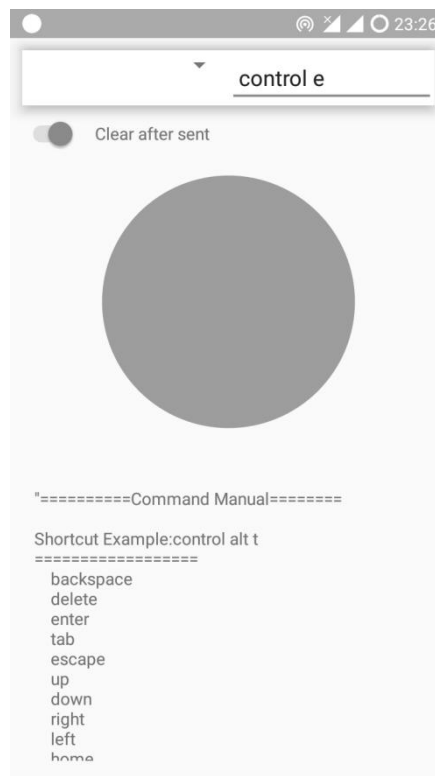 23:26
control e
Clear after sent
"==========Command Manual========
Shortcut Example:control alt t
==================
backspace
delete
enter
tab
escape
up
down
right
left
home